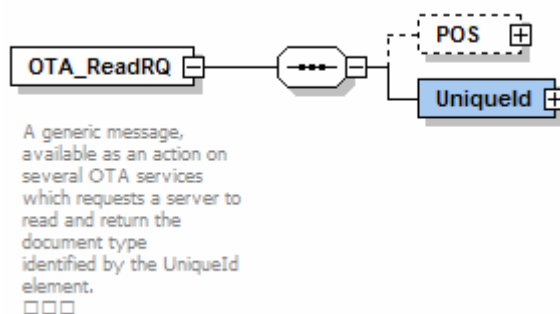 POS
OTA_ReadRQ
UniqueId
A generic message,
available as an action on
several OTA services
which requests a server to
read and return the
document type
identified by the UniqueId
element.
□□□